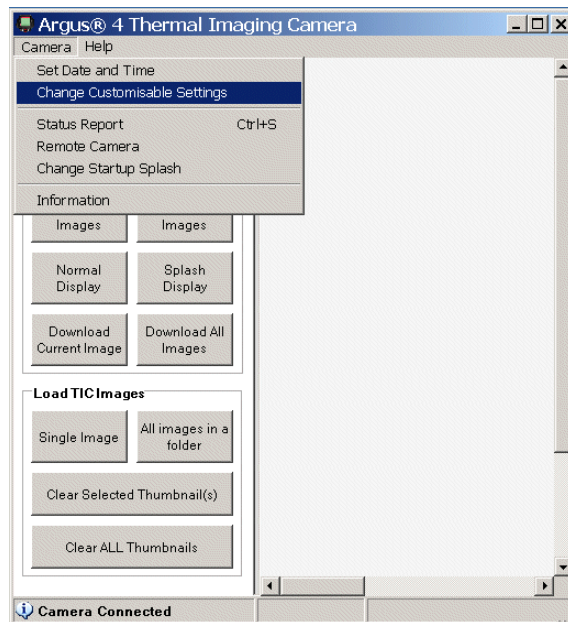 Argus® 4 Thermal Imaging Camera
Camera Help
Set Date and Time
Change Customisable Settings
Status Report Ctrl+S
Remote Camera
Change Startup Splash
Information
Images Images
Normal Splash
Display Display
Download Download All
Current Image Images
Load TIC Images
Single Image All images in a
folder
Clear Selected Thumbnail(s)
Clear ALL Thumbnails
Camera Connected